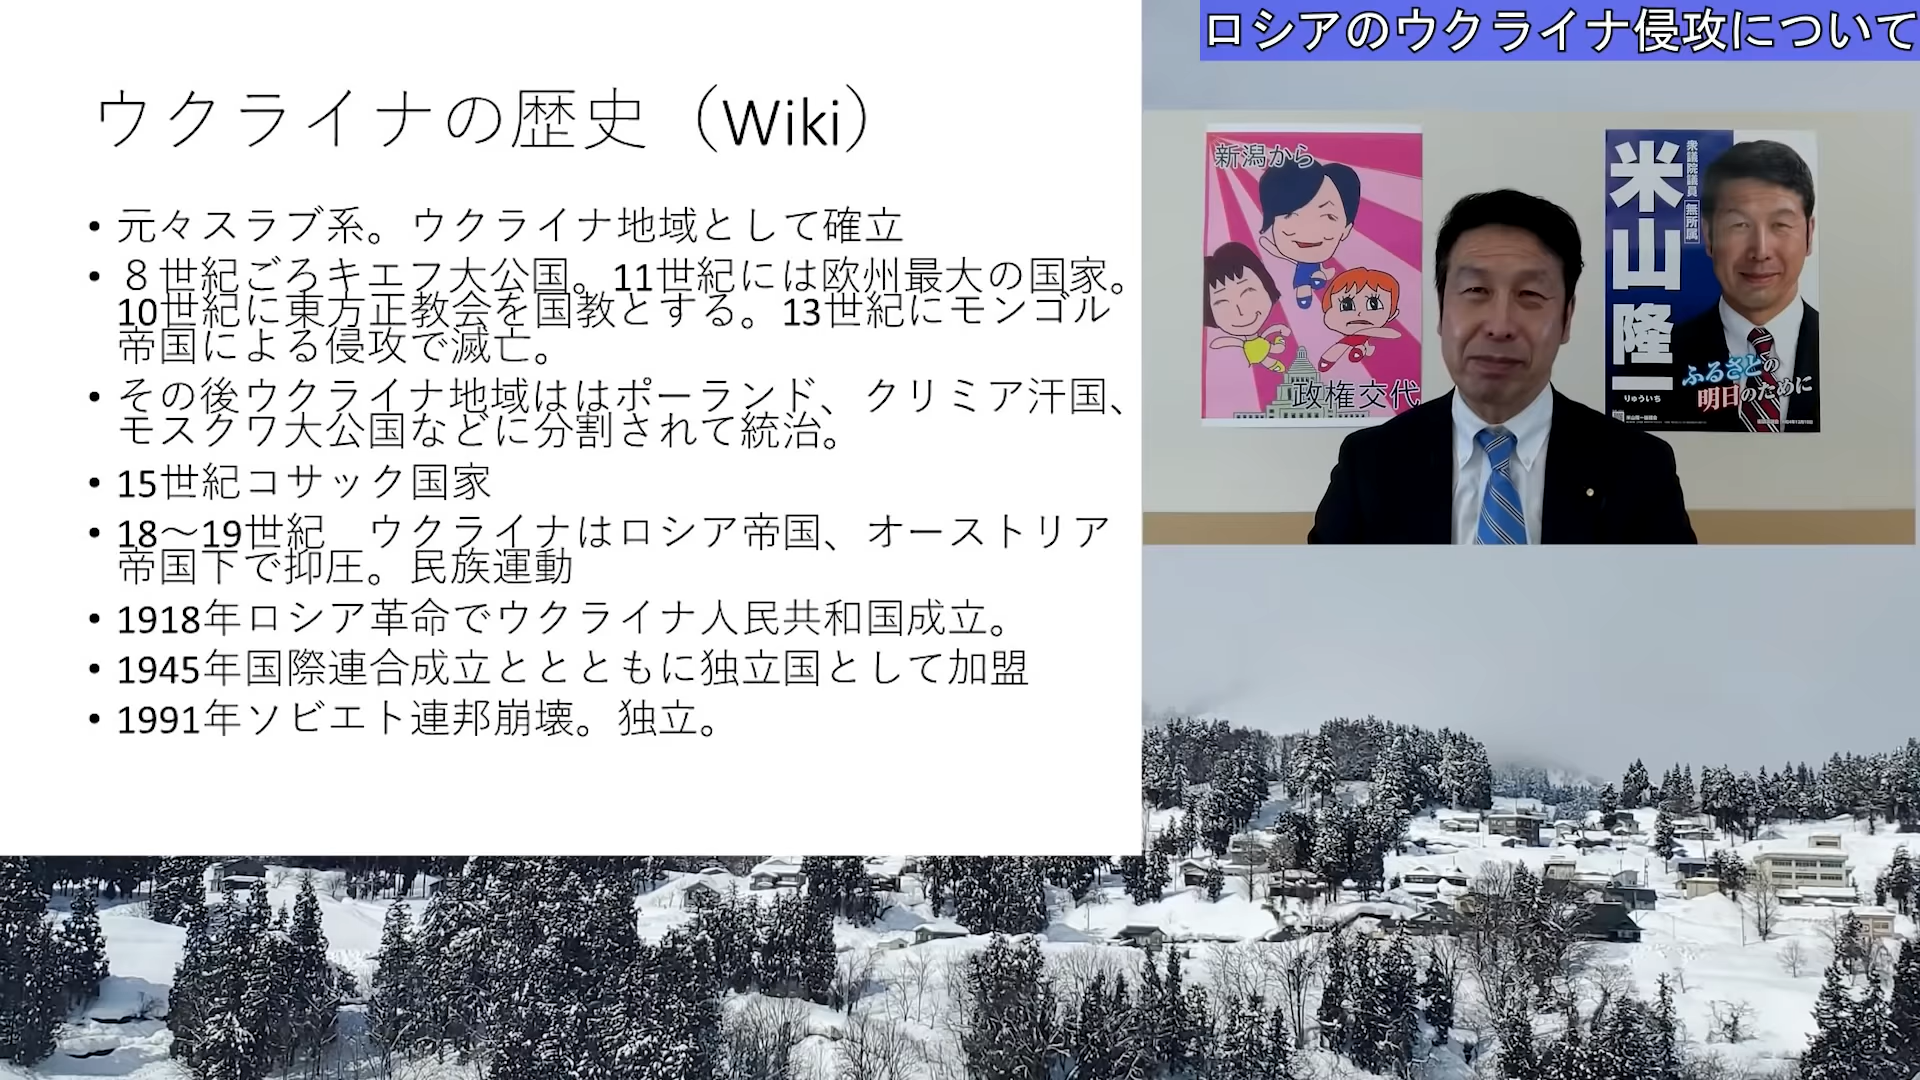 ロシアのウクライナ侵攻について
ウクライナの歴史（Wiki）
• 元々スラブ系。ウクライナ地域として確立
• ８世紀ごろキエフ大公国。11世紀には欧州最大の国家。
10世紀に東方正教会を国教とする。13世紀にモンゴル
帝国による侵攻で滅亡。
• その後ウクライナ地域ははポーランド、クリミア汗国、
モスクワ大公国などに分割されて統治。
• 15世紀コサック国家
• 18～19世紀　ウクライナはロシア帝国、オーストリア
帝国下で抑圧。民族運動
• 1918年ロシア革命でウクライナ人民共和国成立。
• 1945年国際連合成立ととともに独立国として加盟
• 1991年ソビエト連邦崩壊。独立。
新潟から
政権交代
衆議院議員 無所属
米山隆一
りゅういち
ふるさとの
明日のために